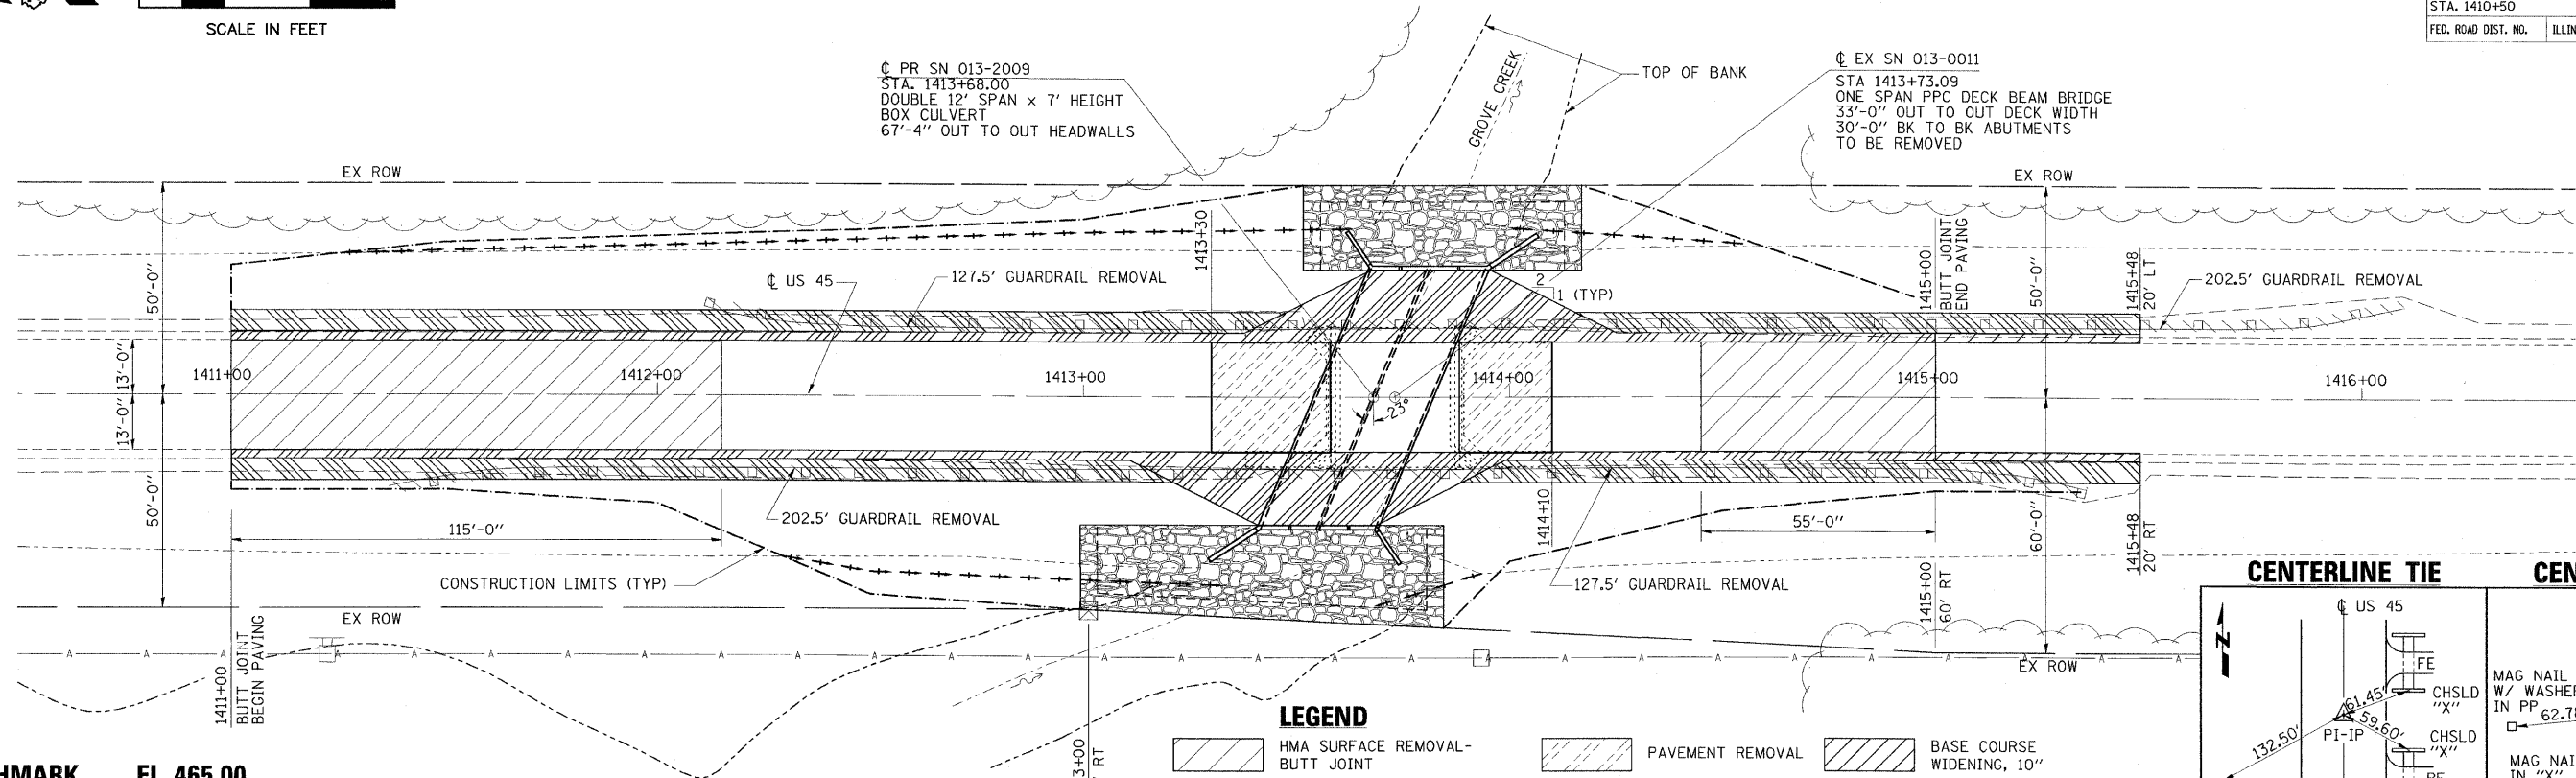 SCALE IN FEET
STA. 1410+50
FED. ROAD DIST. NO.
℄ PR SN 013-2009
STA. 1413+68.00
DOUBLE 12' SPAN x 7' HEIGHT
BOX CULVERT
67'-4" OUT TO OUT HEADWALLS
GROVE CREEK
TOP OF BANK
℄ EX SN 013-0011
STA 1413+73.09
ONE SPAN PPC DECK BEAM BRIDGE
33'-0" OUT TO OUT DECK WIDTH
30'-0" BK TO BK ABUTMENTS
TO BE REMOVED
EX ROW
EX ROW
50'-0"
1413+30
℄ US 45
127.5' GUARDRAIL REMOVAL
2
1 (TYP)
1415+00
BUTT JOINT
END PAVING
50'-0"
1415+48
20' LT
202.5' GUARDRAIL REMOVAL
13'-0"
13'-0"
1411+00
1412+00
1413+00
1414+00
1415+00
1416+00
23°
50'-0"
115'-0"
202.5' GUARDRAIL REMOVAL
1414+10
55'-0"
60'-0"
1415+48
20' RT
CONSTRUCTION LIMITS (TYP)
127.5' GUARDRAIL REMOVAL
1415+00
60' RT
EX ROW
EX ROW
A A A A A A A A A A A A A A A A A A A A A A A A A A A
1411+00
BUTT JOINT
BEGIN PAVING
RT
LEGEND
HMA SURFACE REMOVAL-
BUTT JOINT
PAVEMENT REMOVAL
BASE COURSE
WIDENING, 10"
CENTERLINE TIE
N
℄ US 45
FE
CHSLD
"X"
61.45'
59.60'
132.50'
PI-IP
CHSLD
"X"
MAG NAIL
IN PP
EL 465.00